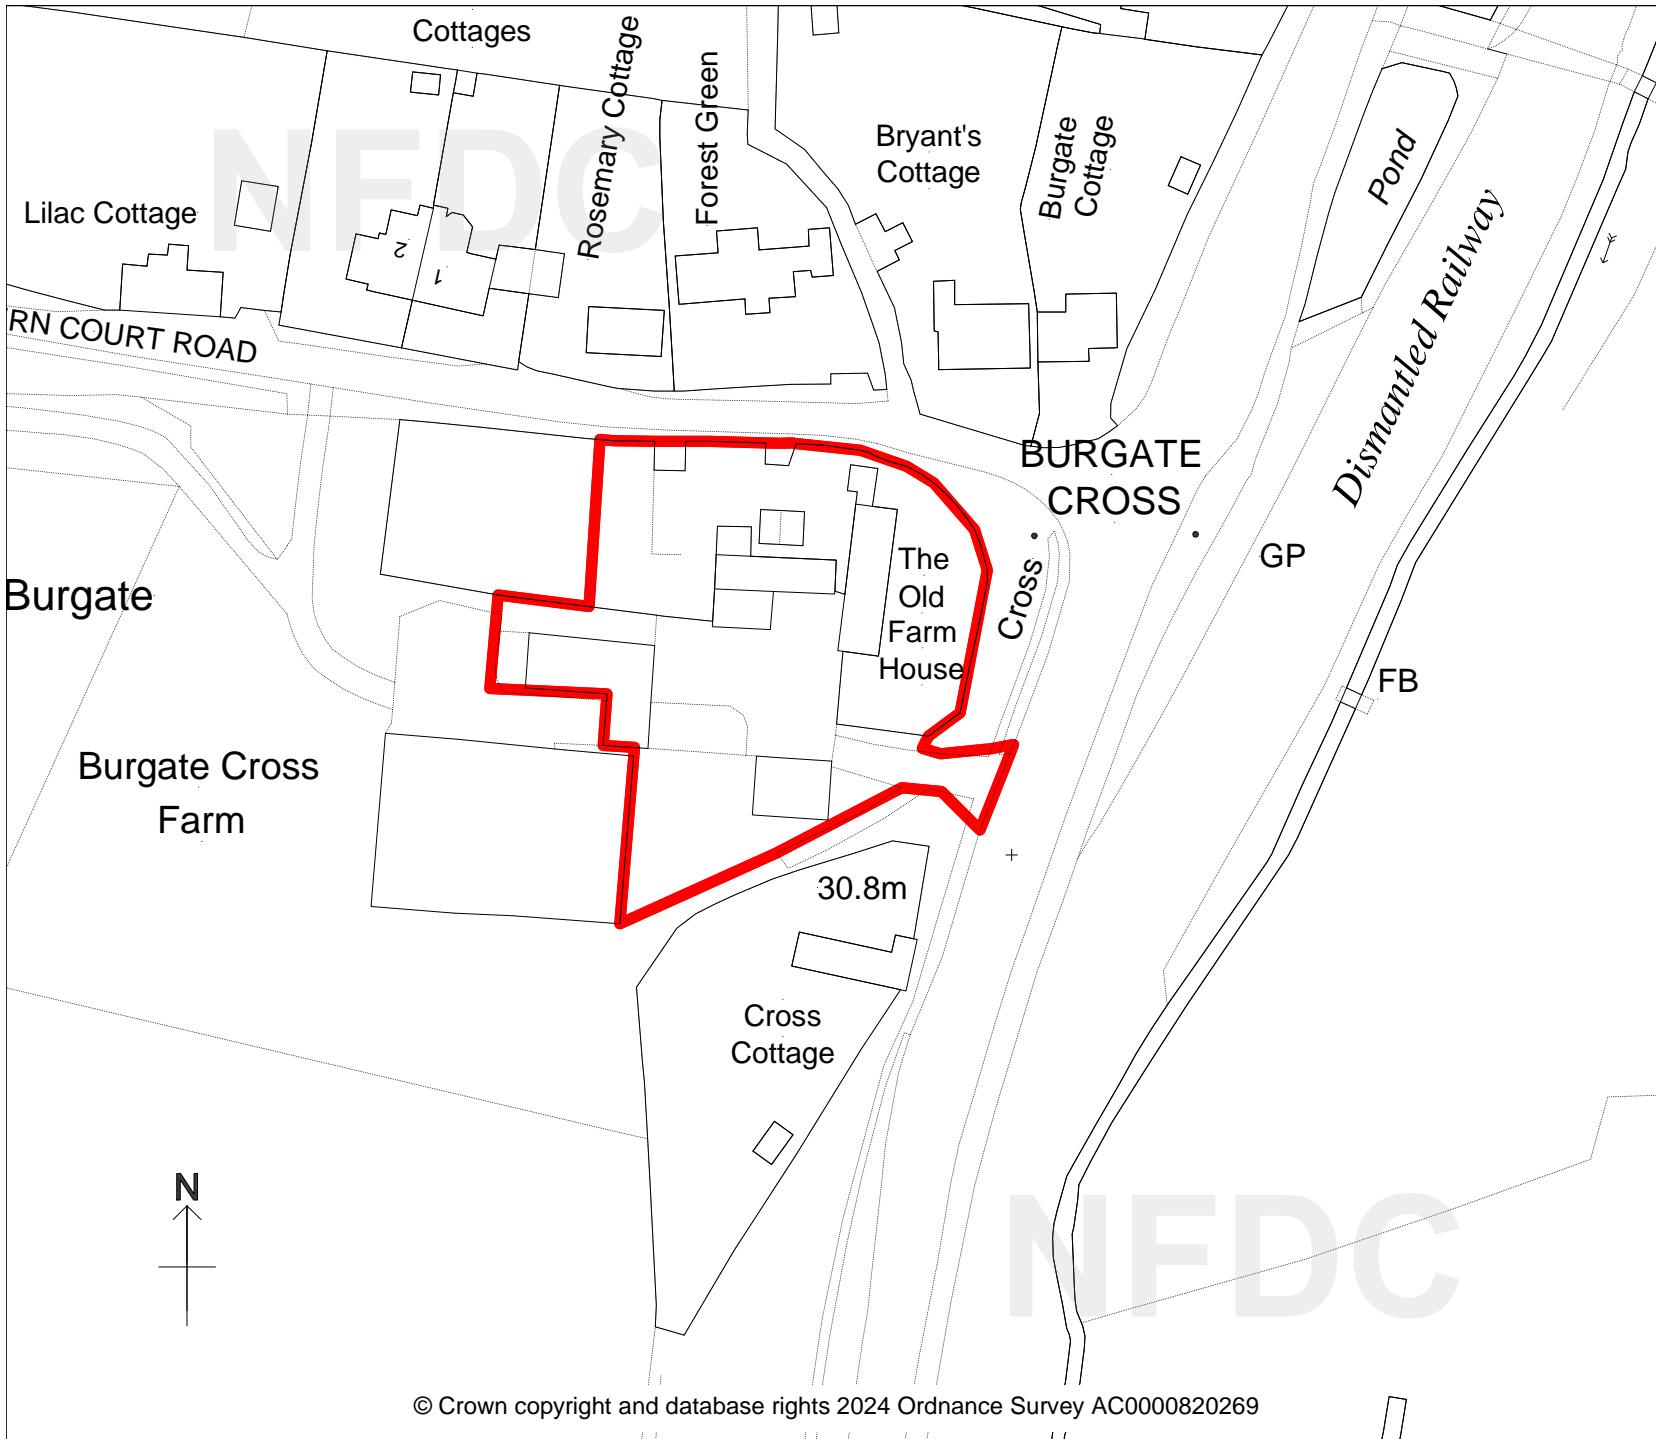 Cottages
Rosemary Cottage
Forest Green
Bryant's
Cottage
Burgate
Cottage
Pond
NFDC
Lilac Cottage
2
1
Dismantled Railway
RN COURT ROAD
BURGATE
CROSS
The
Old
Farm
House
Cross
GP
Burgate
FB
Burgate Cross
Farm
30.8m
Cross
Cottage
N
NFDC
© Crown copyright and database rights 2024 Ordnance Survey AC0000820269